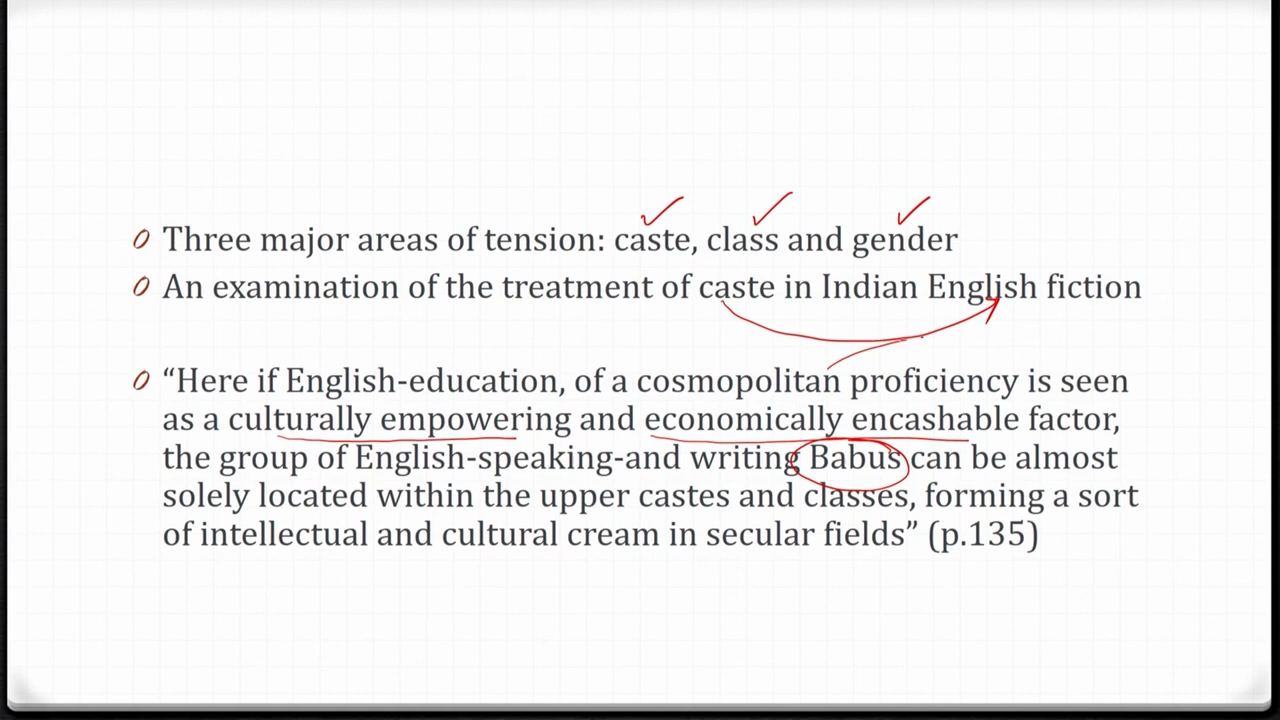 Three major areas of tension: caste, class and gender
An examination of the treatment of caste in Indian English fiction
“Here if English-education, of a cosmopolitan proficiency is seen
as a culturally empowering and economically encashable factor,
the group of English-speaking-and writing Babus can be almost
solely located within the upper castes and classes, forming a sort
of intellectual and cultural cream in secular fields” (p.135)